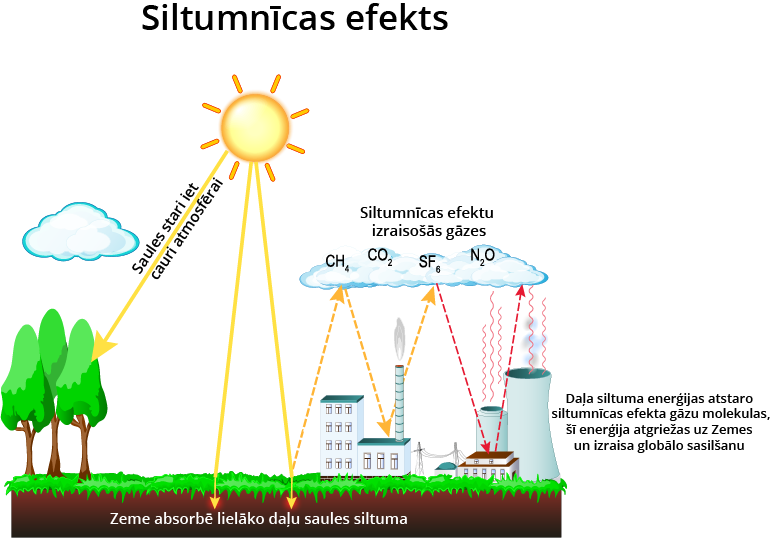 Siltumnīcas efekts
Saules stari iet
cauri atmosfērai
Siltumnīcas efektu
izraisošās gāzes
CH₄ CO₂ SF₆ N₂O
Daļa siltuma enerģijas atstaro
siltumnīcas efekta gāzu molekulas,
šī enerģija atgriežas uz Zemes
un izraisa globālo sasilšanu
Zeme absorbē lielāko daļu saules siltuma